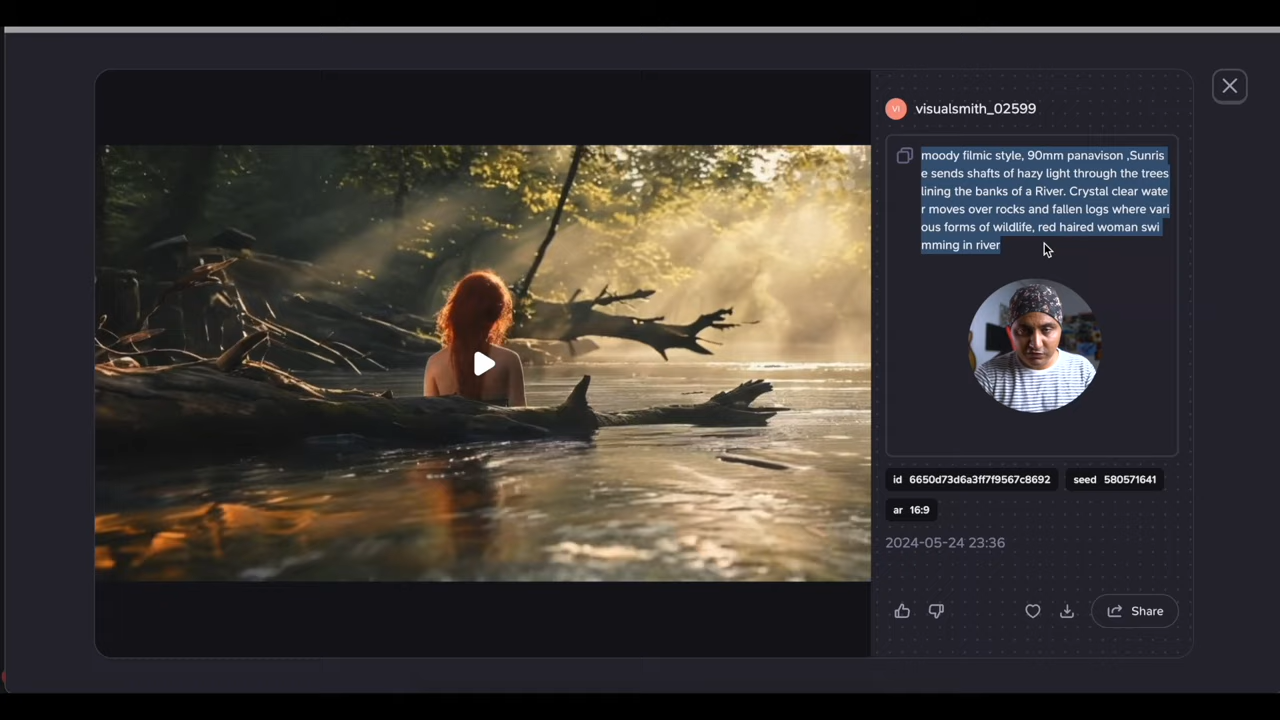 VI visualsmith_02599
moody filmic style, 90mm panavison ,Sunris
e sends shafts of hazy light through the trees
lining the banks of a River. Crystal clear wate
r moves over rocks and fallen logs where vari
ous forms of wildlife, red haired woman swi
mming in river
id 6650d73d6a3ff7f9567c8692 seed 580571641
ar 16:9
2024-05-24 23:36
Share